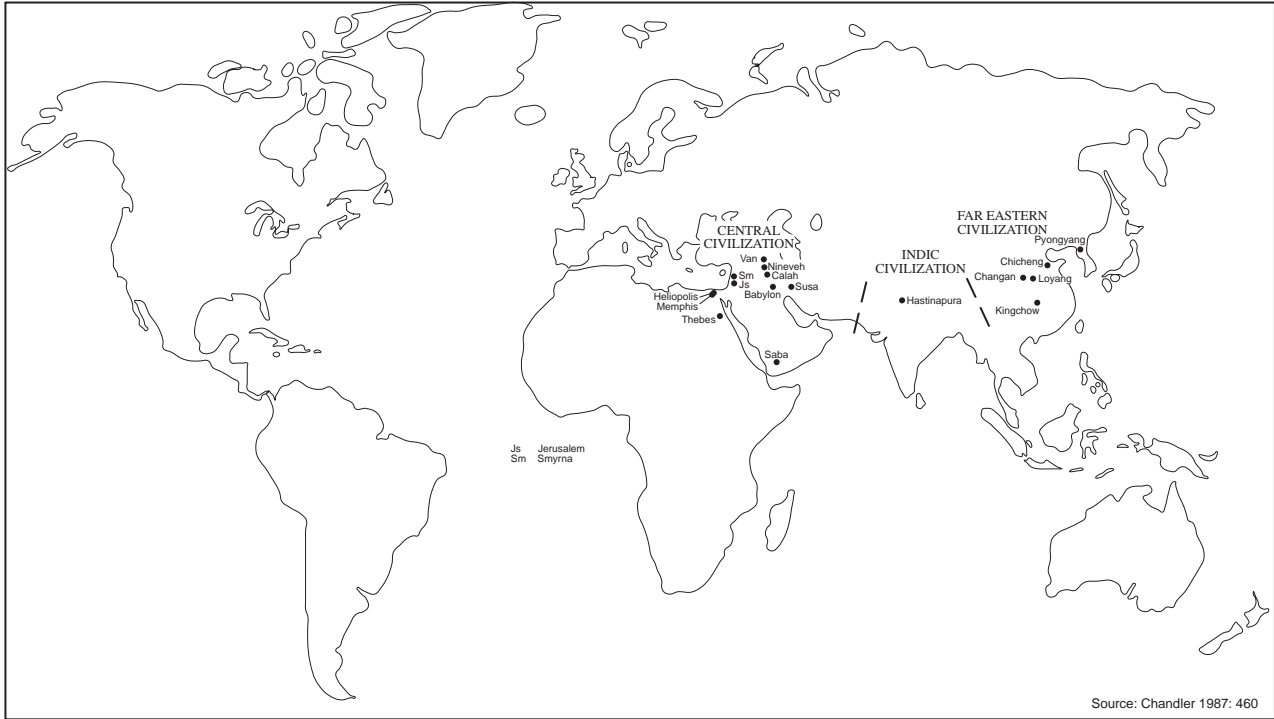 FAR EASTERN
CIVILIZATION
CENTRAL
CIVILIZATION
INDIC
CIVILIZATION
Pyongyang
Van
Nineveh
Chicheng
Sm
Calah
Changan
Loyang
Js
Babylon
Susa
Heliopolis
Memphis
Hastinapura
Kingchow
Thebes
Saba
Js Jerusalem
Sm Smyrna
Source: Chandler 1987: 460